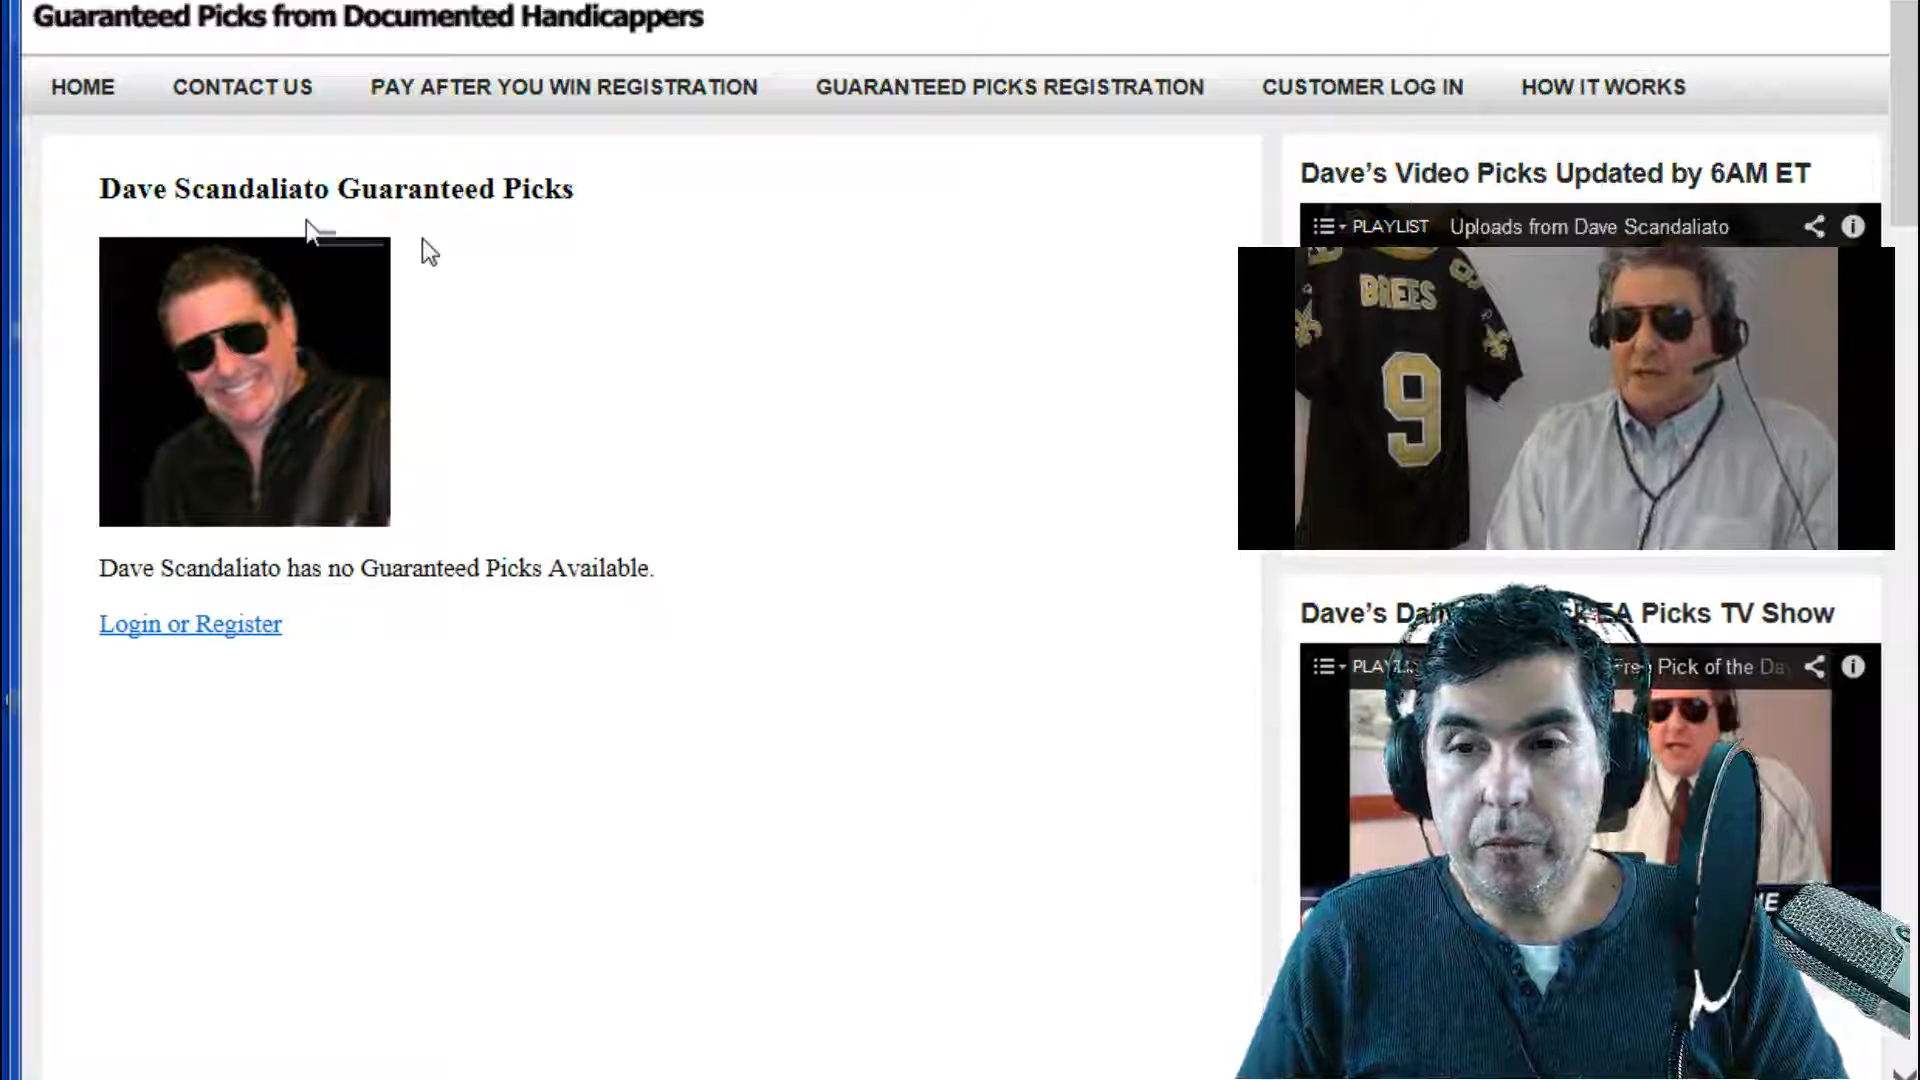 Guaranteed Picks from Documented Handicappers
HOME CONTACT US PAY AFTER YOU WIN REGISTRATION GUARANTEED PICKS REGISTRATION CUSTOMER LOG IN HOW IT WORKS
Dave Scandaliato Guaranteed Picks
Dave Scandaliato has no Guaranteed Picks Available.
Login or Register
Dave's Video Picks Updated by 6AM ET
PLAYLIST Uploads from Dave Scandaliato
BREES
9
Dave's EA Picks TV Show
Pick of the